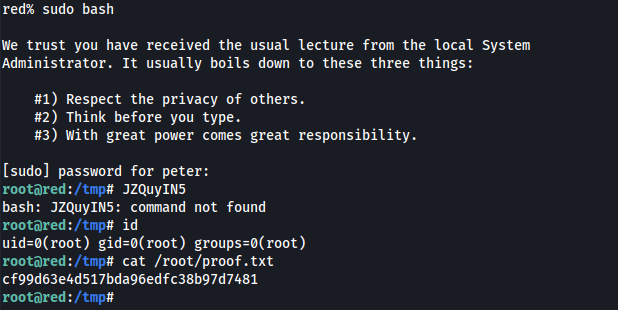 red% sudo bash
We trust you have received the usual lecture from the local System
Administrator. It usually boils down to these three things:
#1) Respect the privacy of others.
#2) Think before you type.
#3) With great power comes great responsibility.
[sudo] password for peter:
root@red:/tmp# JZQuyIN5
bash: JZQuyIN5: command not found
root@red:/tmp# id
uid=0(root) gid=0(root) groups=0(root)
root@red:/tmp# cat /root/proof.txt
cf99d63e4d517bda96edfc38b97d7481
root@red:/tmp#